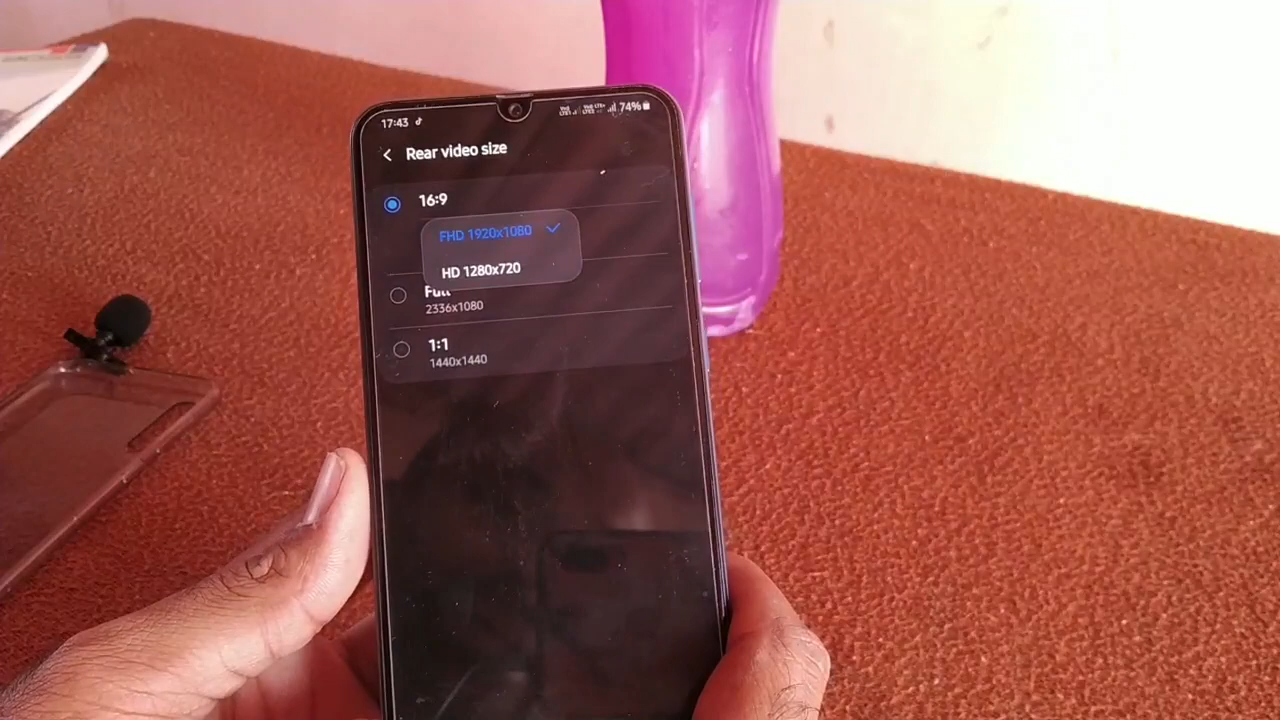 17:43
74%
Rear video size
16:9
FHD 1920x1080
HD 1280x720
Full
2336x1080
1:1
1440x1440